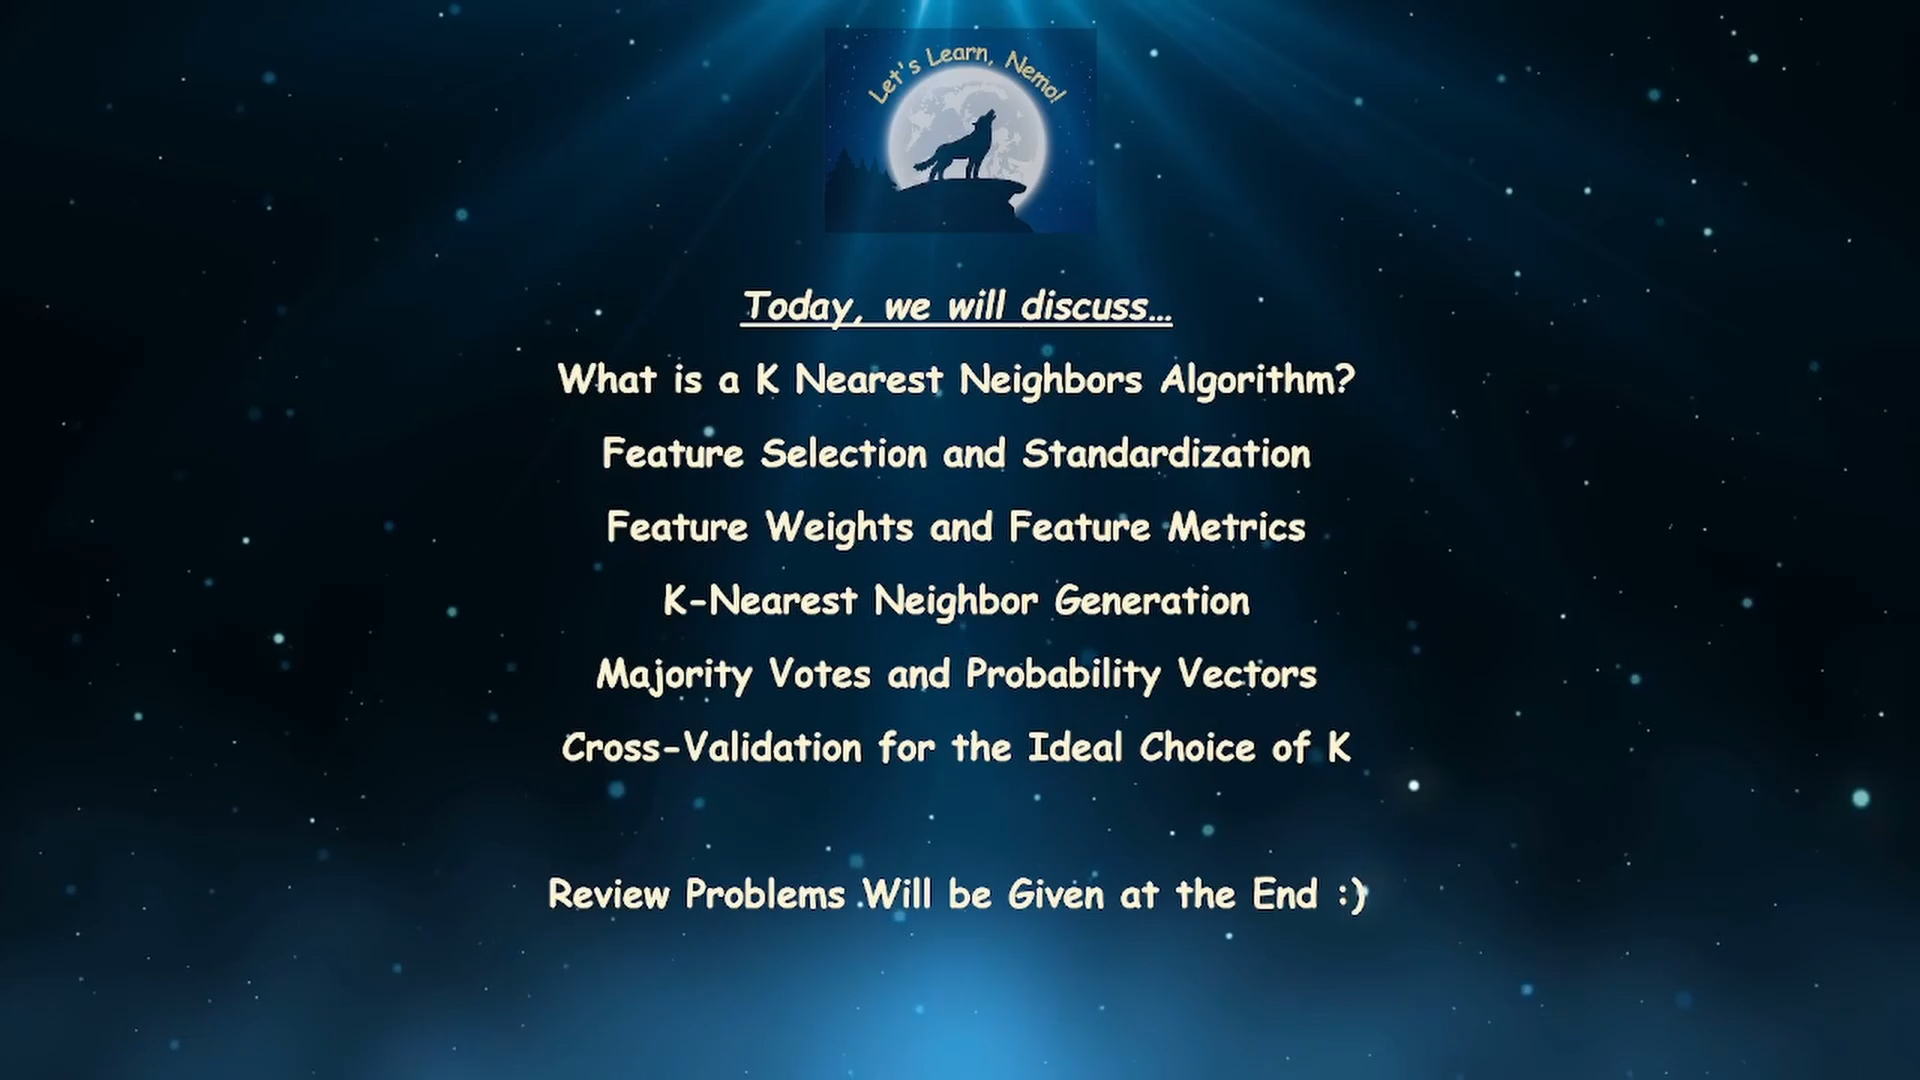 Let's Learn, Nemo!
Today, we will discuss...
What is a K Nearest Neighbors Algorithm?
Feature Selection and Standardization
Feature Weights and Feature Metrics
K-Nearest Neighbor Generation
Majority Votes and Probability Vectors
Cross-Validation for the Ideal Choice of K
Review Problems Will be Given at the End :)